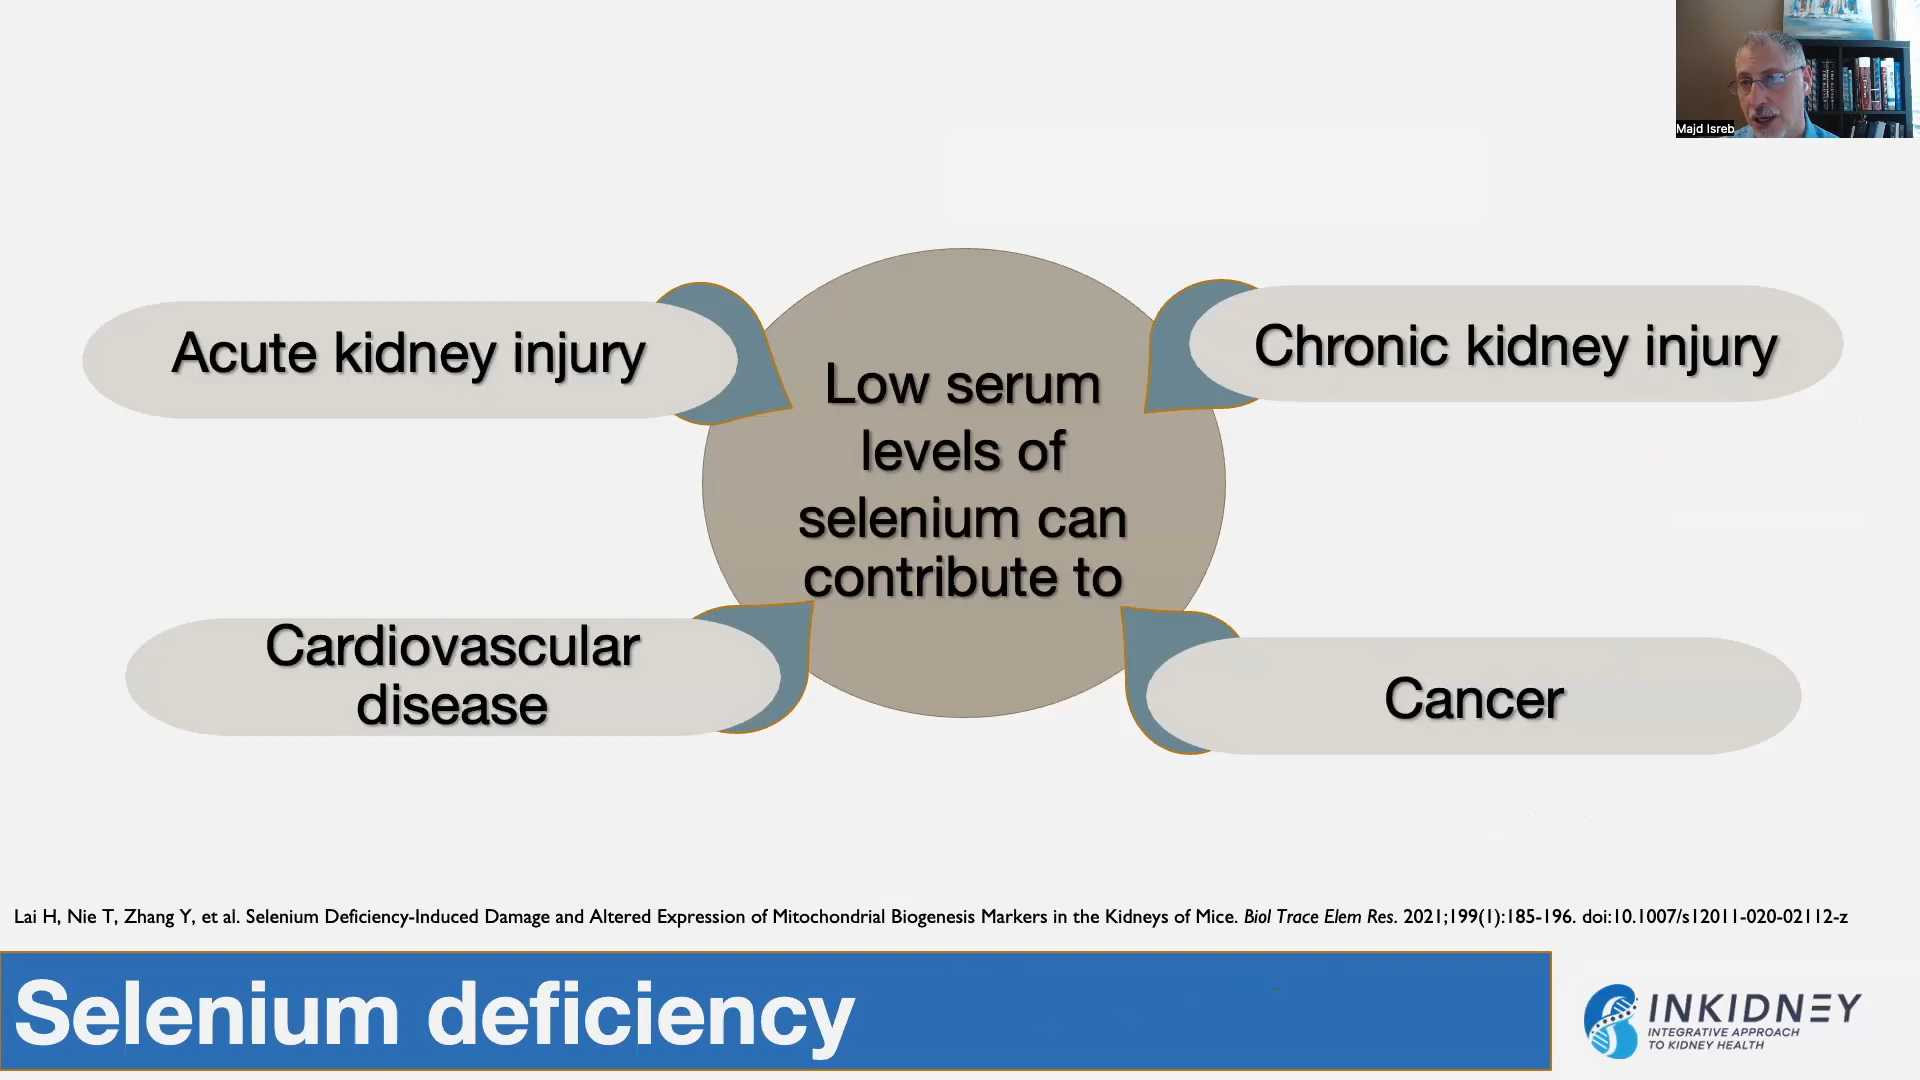 Majd Isreb
Acute kidney injury
Chronic kidney injury
Low serum
levels of
selenium can
contribute to
Cardiovascular
disease
Cancer
Lai H, Nie T, Zhang Y, et al. Selenium Deficiency-Induced Damage and Altered Expression of Mitochondrial Biogenesis Markers in the Kidneys of Mice. Biol Trace Elem Res. 2021;199(1):185-196. doi:10.1007/s12011-020-02112-z
Selenium deficiency
INKIDNEY
INTEGRATIVE APPROACH
TO KIDNEY HEALTH